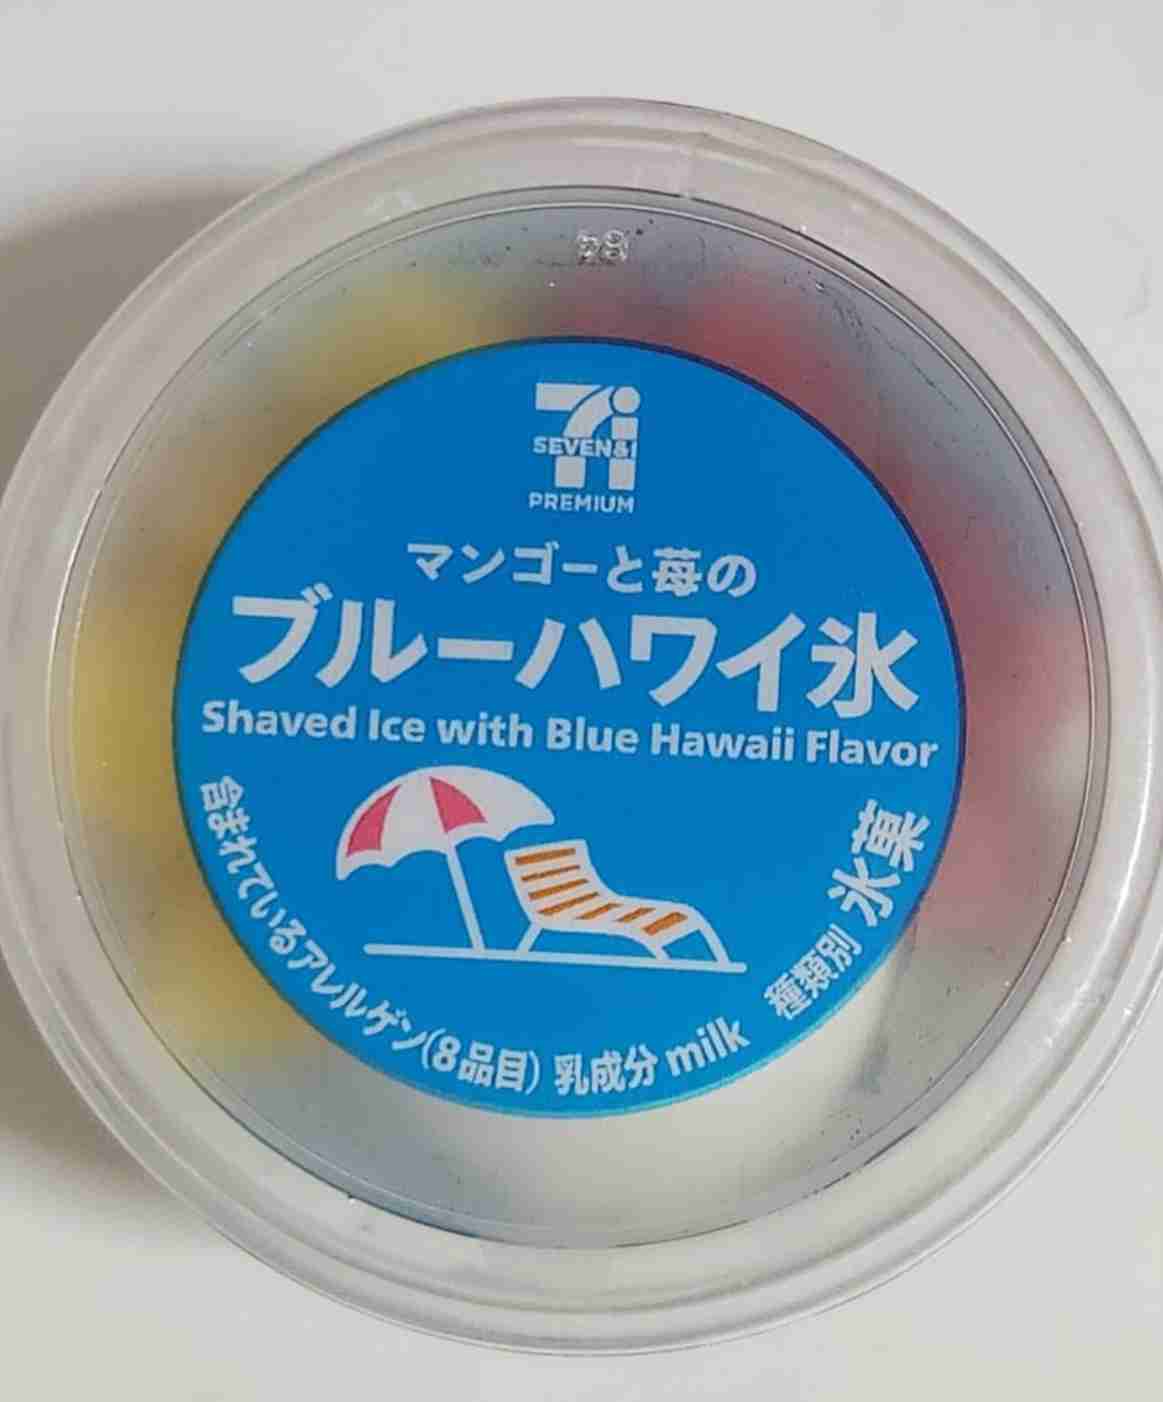 SEVEN&i
PREMIUM
マンゴーと苺の
ブルーハワイ氷
Shaved Ice with Blue Hawaii Flavor
含まれているアレルゲン(8品目) 乳成分 milk
種類別 氷菓